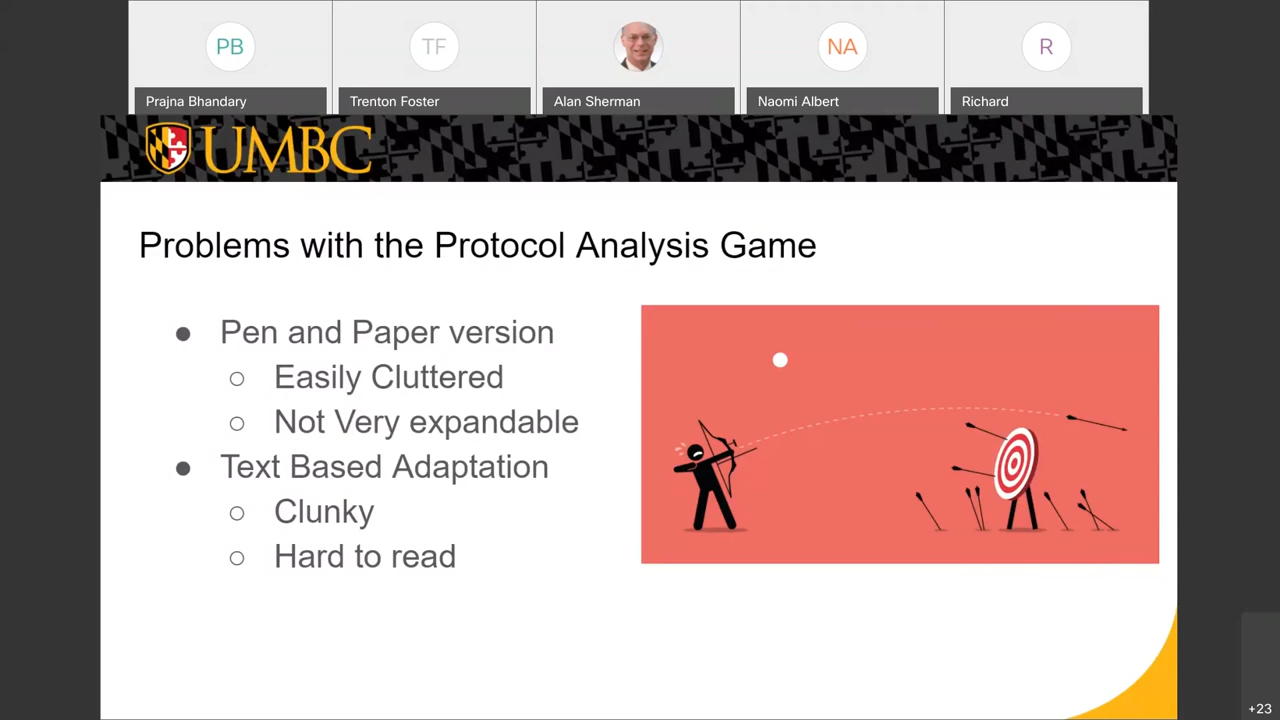 PB
TF
NA
R
Prajna Bhandary
Trenton Foster
Alan Sherman
Naomi Albert
Richard
UMBC
Problems with the Protocol Analysis Game
● Pen and Paper version
○ Easily Cluttered
○ Not Very expandable
● Text Based Adaptation
○ Clunky
○ Hard to read
+23